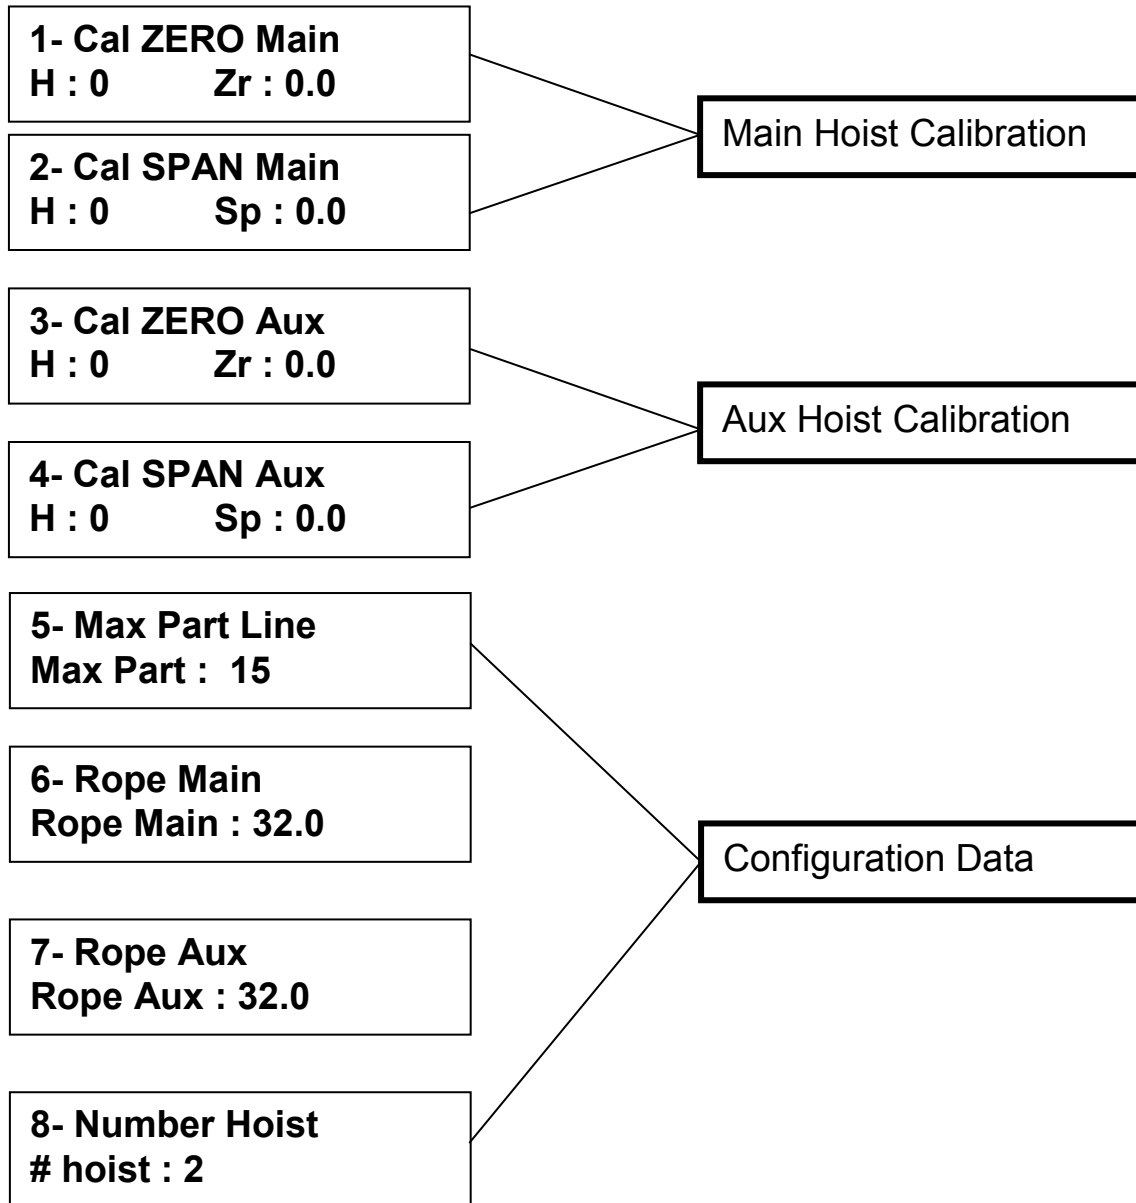 1- Cal ZERO Main
H : 0 Zr : 0.0
Main Hoist Calibration
2- Cal SPAN Main
H : 0 Sp : 0.0
3- Cal ZERO Aux
H : 0 Zr : 0.0
Aux Hoist Calibration
4- Cal SPAN Aux
H : 0 Sp : 0.0
5- Max Part Line
Max Part : 15
6- Rope Main
Rope Main : 32.0
Configuration Data
7- Rope Aux
Rope Aux : 32.0
8- Number Hoist
# hoist : 2